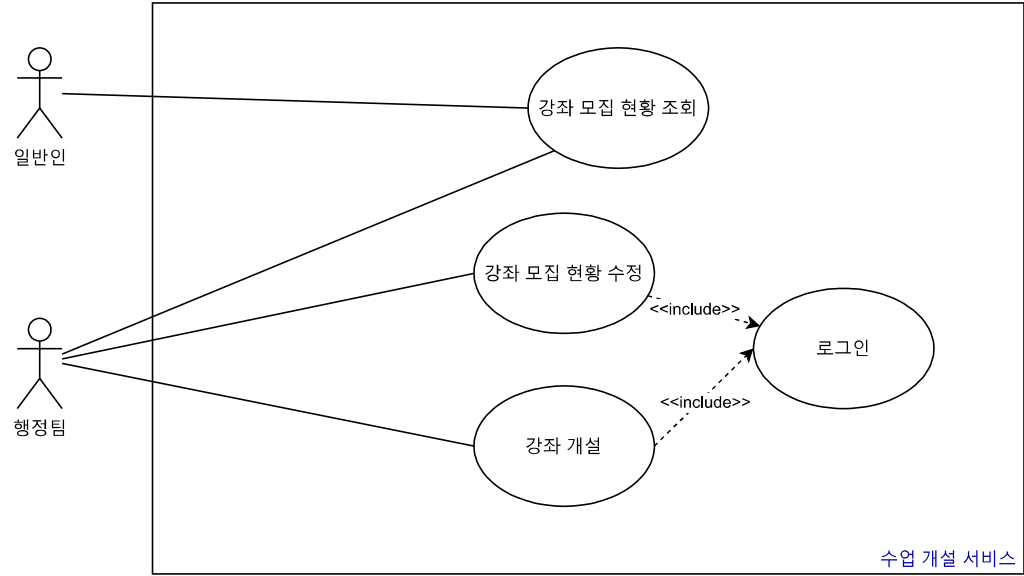 강좌 모집 현황 조회
일반인
강좌 모집 현황 수정
<<include>>
로그인
<<include>>
행정팀
강좌 개설
수업 개설 서비스